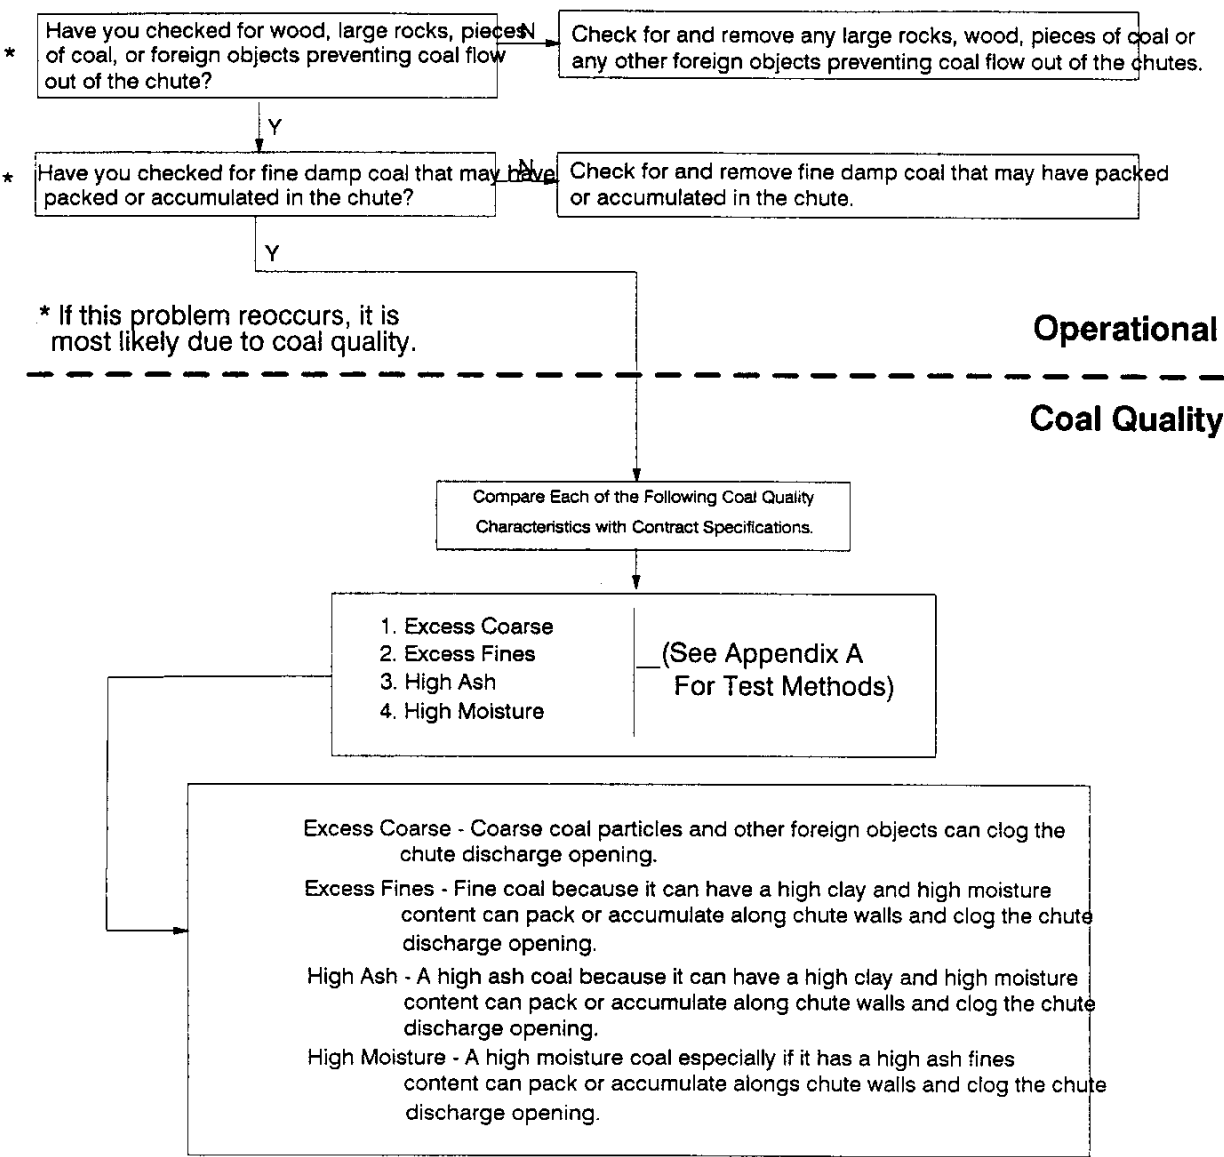 Have you checked for wood, large rocks, pieces
* of coal, or foreign objects preventing coal flow
out of the chute?
N
Check for and remove any large rocks, wood, pieces of coal or
any other foreign objects preventing coal flow out of the chutes.
Y
* Have you checked for fine damp coal that may have
packed or accumulated in the chute?
N
Check for and remove fine damp coal that may have packed
or accumulated in the chute.
Y
* If this problem reoccurs, it is
most likely due to coal quality.
Operational
Coal Quality
Compare Each of the Following Coal Quality
Characteristics with Contract Specifications.
1. Excess Coarse
2. Excess Fines
3. High Ash
4. High Moisture
(See Appendix A
For Test Methods)
Excess Coarse - Coarse coal particles and other foreign objects can clog the
chute discharge opening.
Excess Fines - Fine coal because it can have a high clay and high moisture
content can pack or accumulate along chute walls and clog the chute
discharge opening.
High Ash - A high ash coal because it can have a high clay and high moisture
content can pack or accumulate along chute walls and clog the chute
discharge opening.
High Moisture - A high moisture coal especially if it has a high ash fines
content can pack or accumulate alongs chute walls and clog the chute
discharge opening.